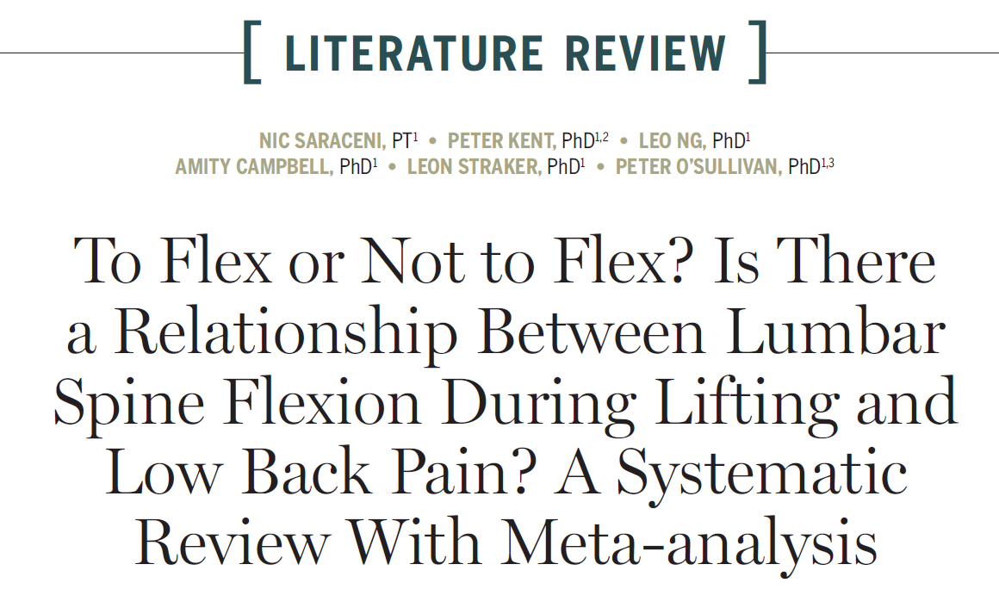 [ LITERATURE REVIEW ]
NIC SARACENI, PT¹ • PETER KENT, PhD¹,² • LEO NG, PhD¹
AMITY CAMPBELL, PhD¹ • LEON STRAKER, PhD¹ • PETER O'SULLIVAN, PhD¹,³
To Flex or Not to Flex? Is There
a Relationship Between Lumbar
Spine Flexion During Lifting and
Low Back Pain? A Systematic
Review With Meta-analysis